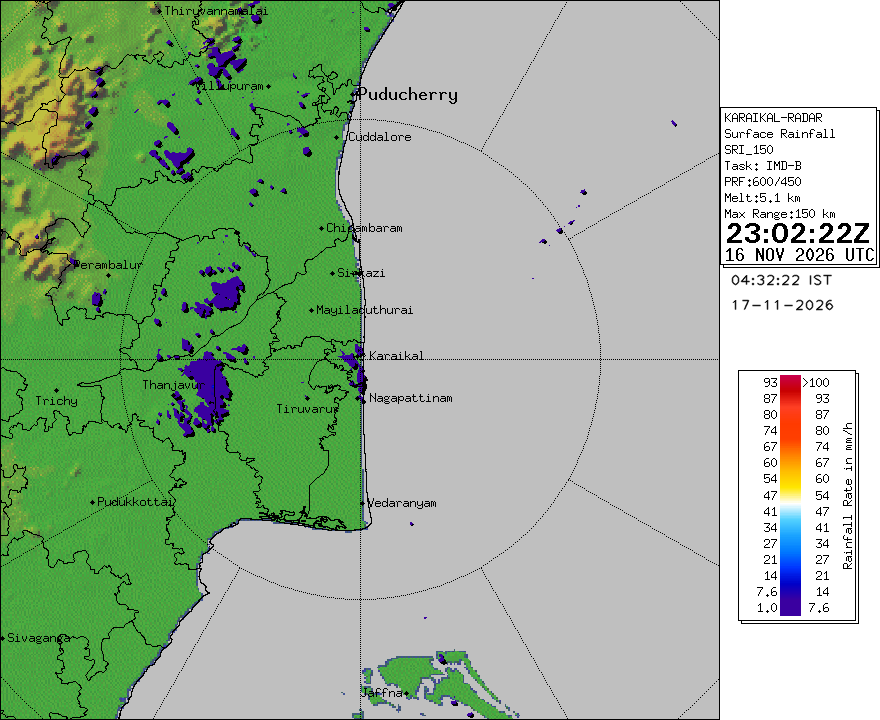 Thiruvannamalai
Villupuram
Puducherry
Cuddalore
Chidambaram
Perambalur
Sirkazi
Mayiladuthurai
Karaikal
Thanjavur
Trichy
Tiruvarur
Nagapattinam
Pudukkottai
Vedaranyam
Sivaganga
Jaffna
KARAIKAL-RADAR
Surface Rainfall
SRI_150
Task: IMD-B
PRF:600/450
Melt:5.1 km
Max Range:150 km
23:02:22Z
16 NOV 2026 UTC
04:32:22 IST
17-11-2026
93 >100
87 93
80 87
74 80
67 74
60 67
54 60
47 54
41 47
34 41
27 34
21 27
14 21
7.6 14
1.0 7.6
Rainfall Rate in mm/h